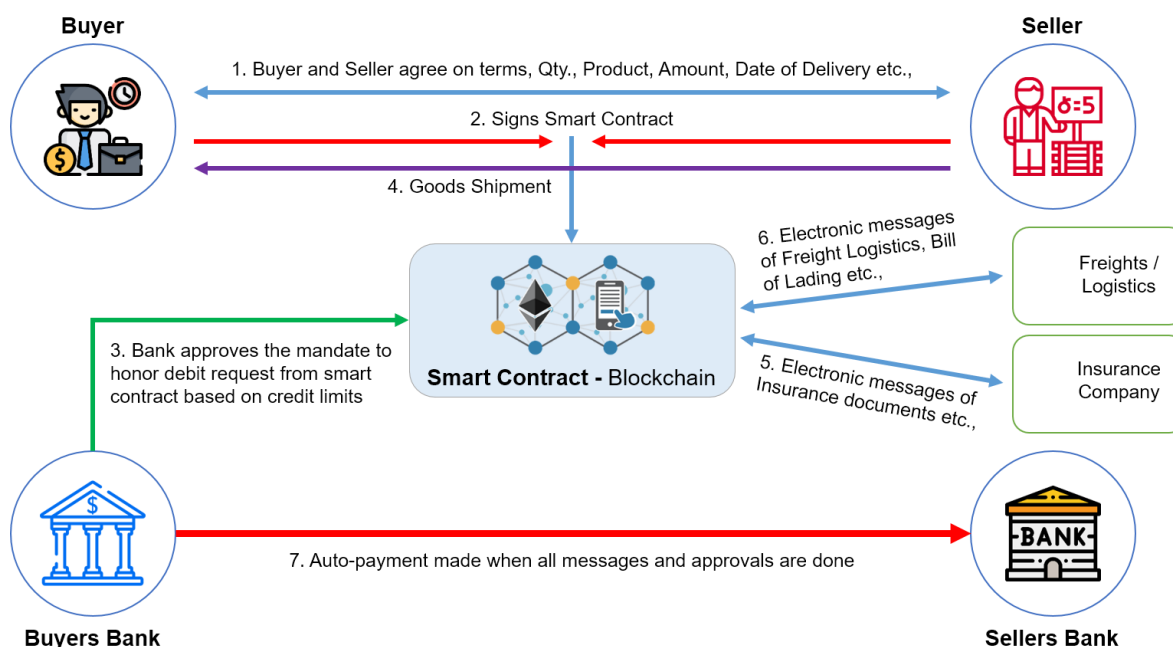 Buyer
Seller
1. Buyer and Seller agree on terms, Qty., Product, Amount, Date of Delivery etc.,
2. Signs Smart Contract
4. Goods Shipment
6. Electronic messages
of Freight Logistics, Bill
of Lading etc.,
Freights /
Logistics
3. Bank approves the mandate to
honor debit request from smart
contract based on credit limits
Smart Contract - Blockchain
5. Electronic messages of
Insurance documents etc.,
Insurance
Company
$
$
BANK
7. Auto-payment made when all messages and approvals are done
Buyers Bank
Sellers Bank